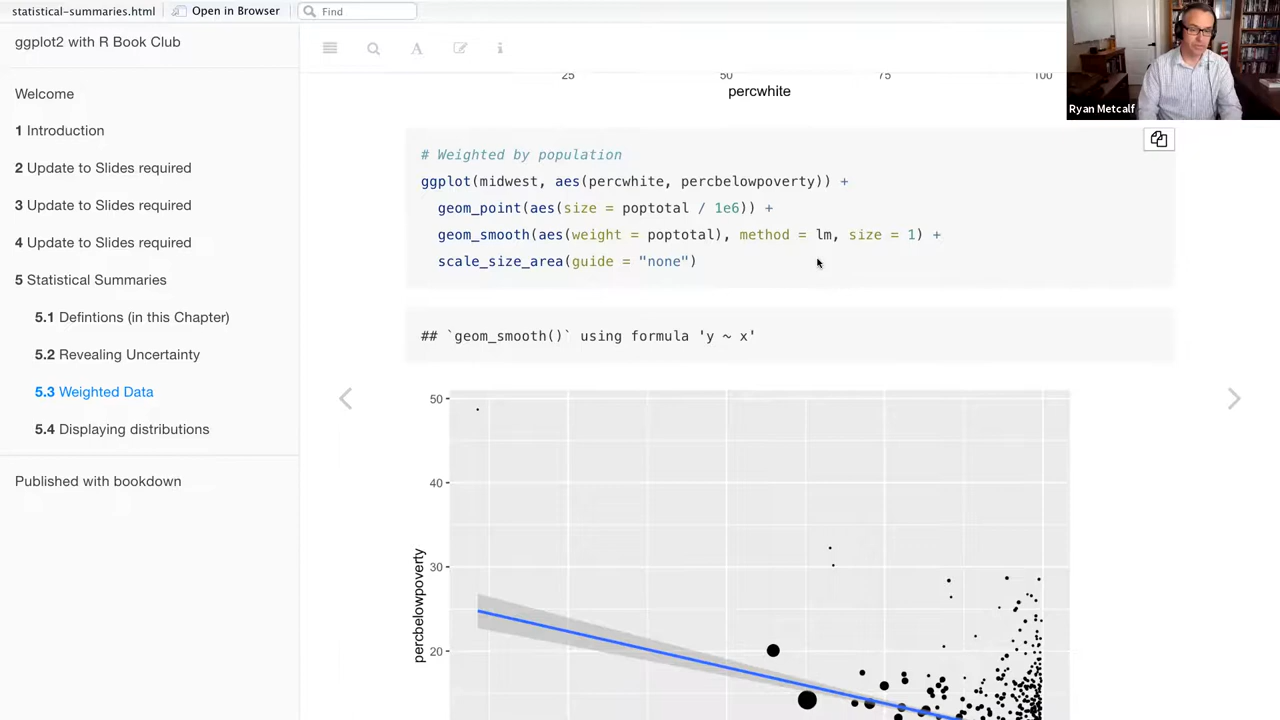 statistical-summaries.html
Open in Browser
Find
ggplot2 with R Book Club
Welcome
1 Introduction
2 Update to Slides required
3 Update to Slides required
4 Update to Slides required
5 Statistical Summaries
5.1 Defintions (in this Chapter)
5.2 Revealing Uncertainty
5.3 Weighted Data
5.4 Displaying distributions
Published with bookdown
A
i
25 50 75 100
percwhite
# Weighted by population
ggplot(midwest, aes(percwhite, percbelowpoverty)) +
geom_point(aes(size = poptotal / 1e6)) +
geom_smooth(aes(weight = poptotal), method = lm, size = 1) +
scale_size_area(guide = "none")
## `geom_smooth()` using formula 'y ~ x'
50
40
30
20
percbelowpoverty
Ryan Metcalf